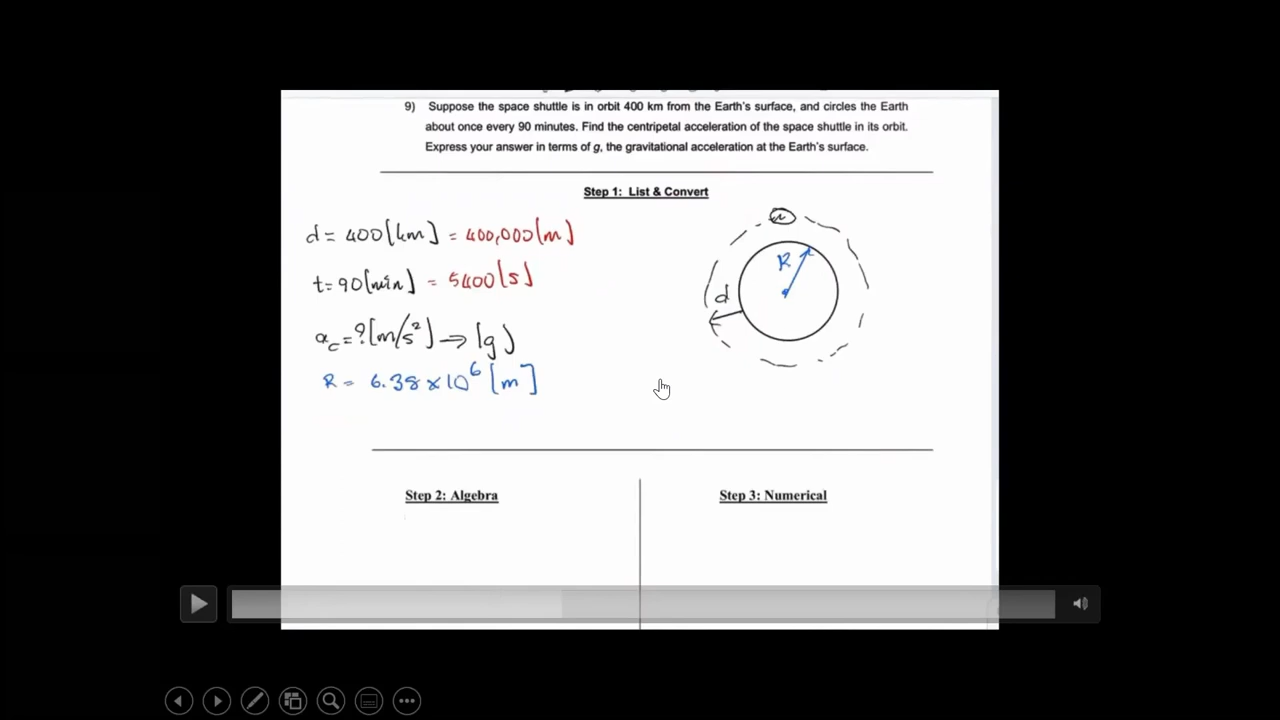 9) Suppose the space shuttle is in orbit 400 km from the Earth's surface, and circles the Earth
about once every 90 minutes. Find the centripetal acceleration of the space shuttle in its orbit.
Express your answer in terms of g, the gravitational acceleration at the Earth's surface.
Step 1: List & Convert
d = 400 [km] = 400,000 [m]
t = 90 [min] = 5400 [s]
a_c = ? [m/s²] → [g]
R = 6.38 × 10⁶ [m]
R
d
Step 2: Algebra
Step 3: Numerical